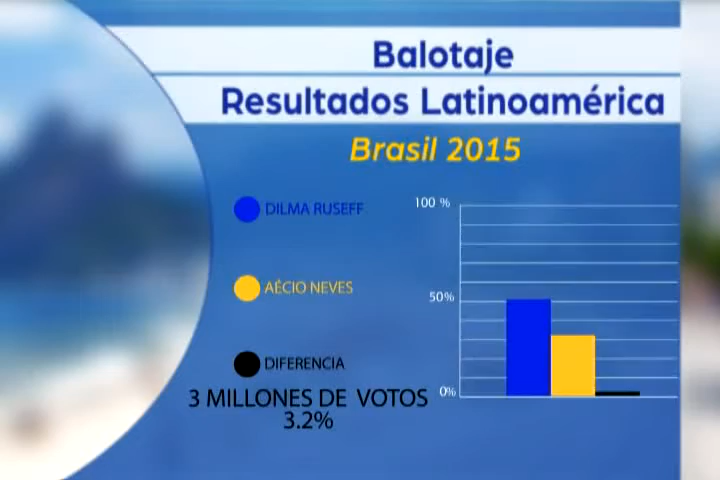 Balotaje
Resultados Latinoamérica
Brasil 2015
DILMA RUSEFF
AÉCIO NEVES
DIFERENCIA
3 MILLONES DE VOTOS
3.2%
100 %
50%
0%